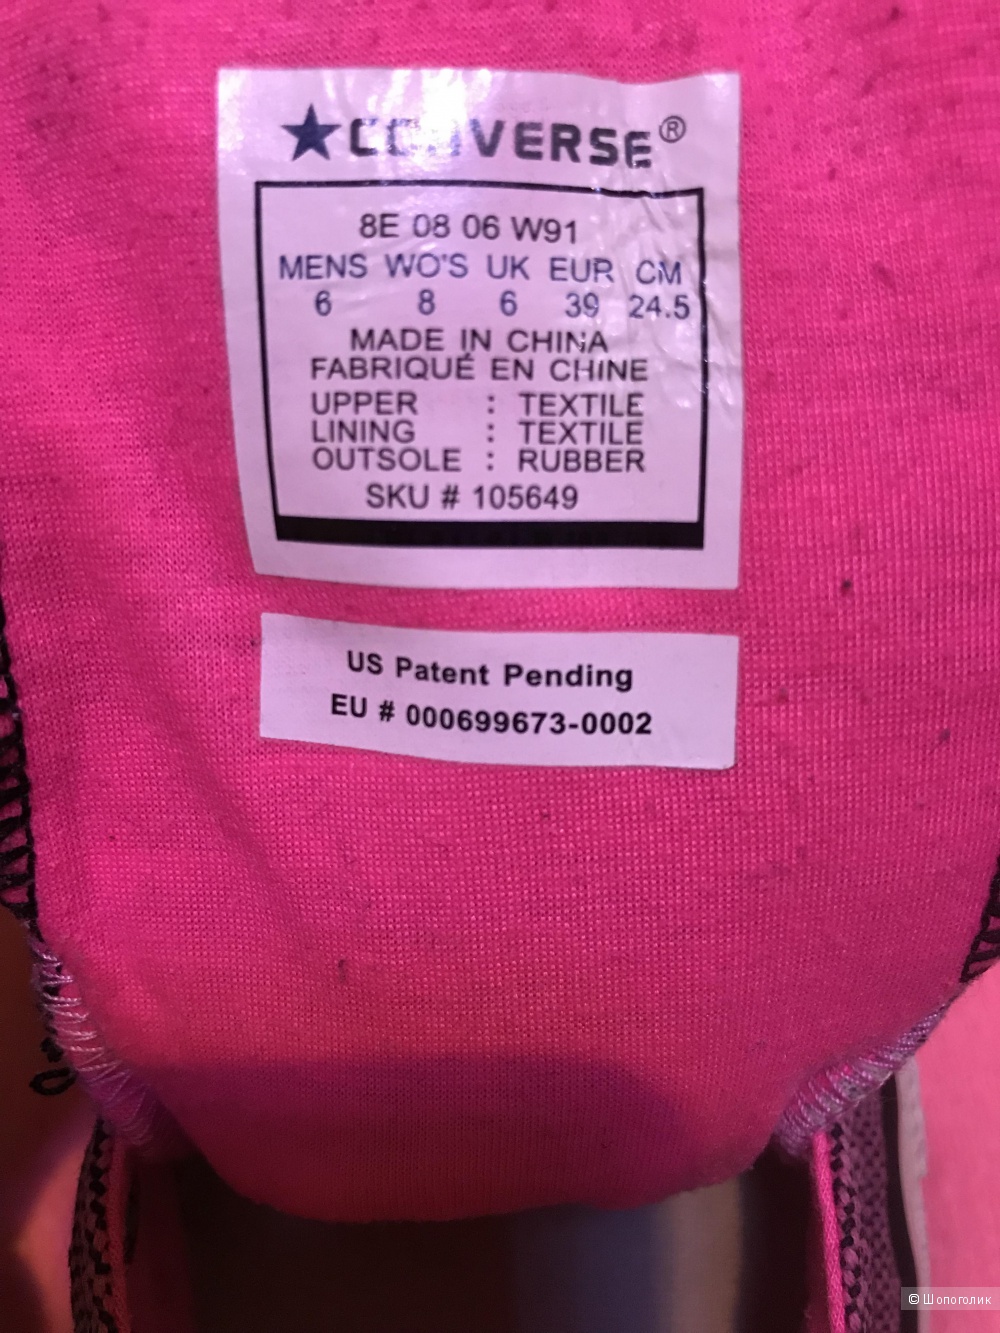 ★CONVERSE®
8E 08 06 W91
MENS WO'S UK EUR CM
6 8 6 39 24.5
MADE IN CHINA
FABRIQUÉ EN CHINE
UPPER : TEXTILE
LINING : TEXTILE
OUTSOLE : RUBBER
SKU # 105649
US Patent Pending
EU # 000699673-0002
© Шопоголик